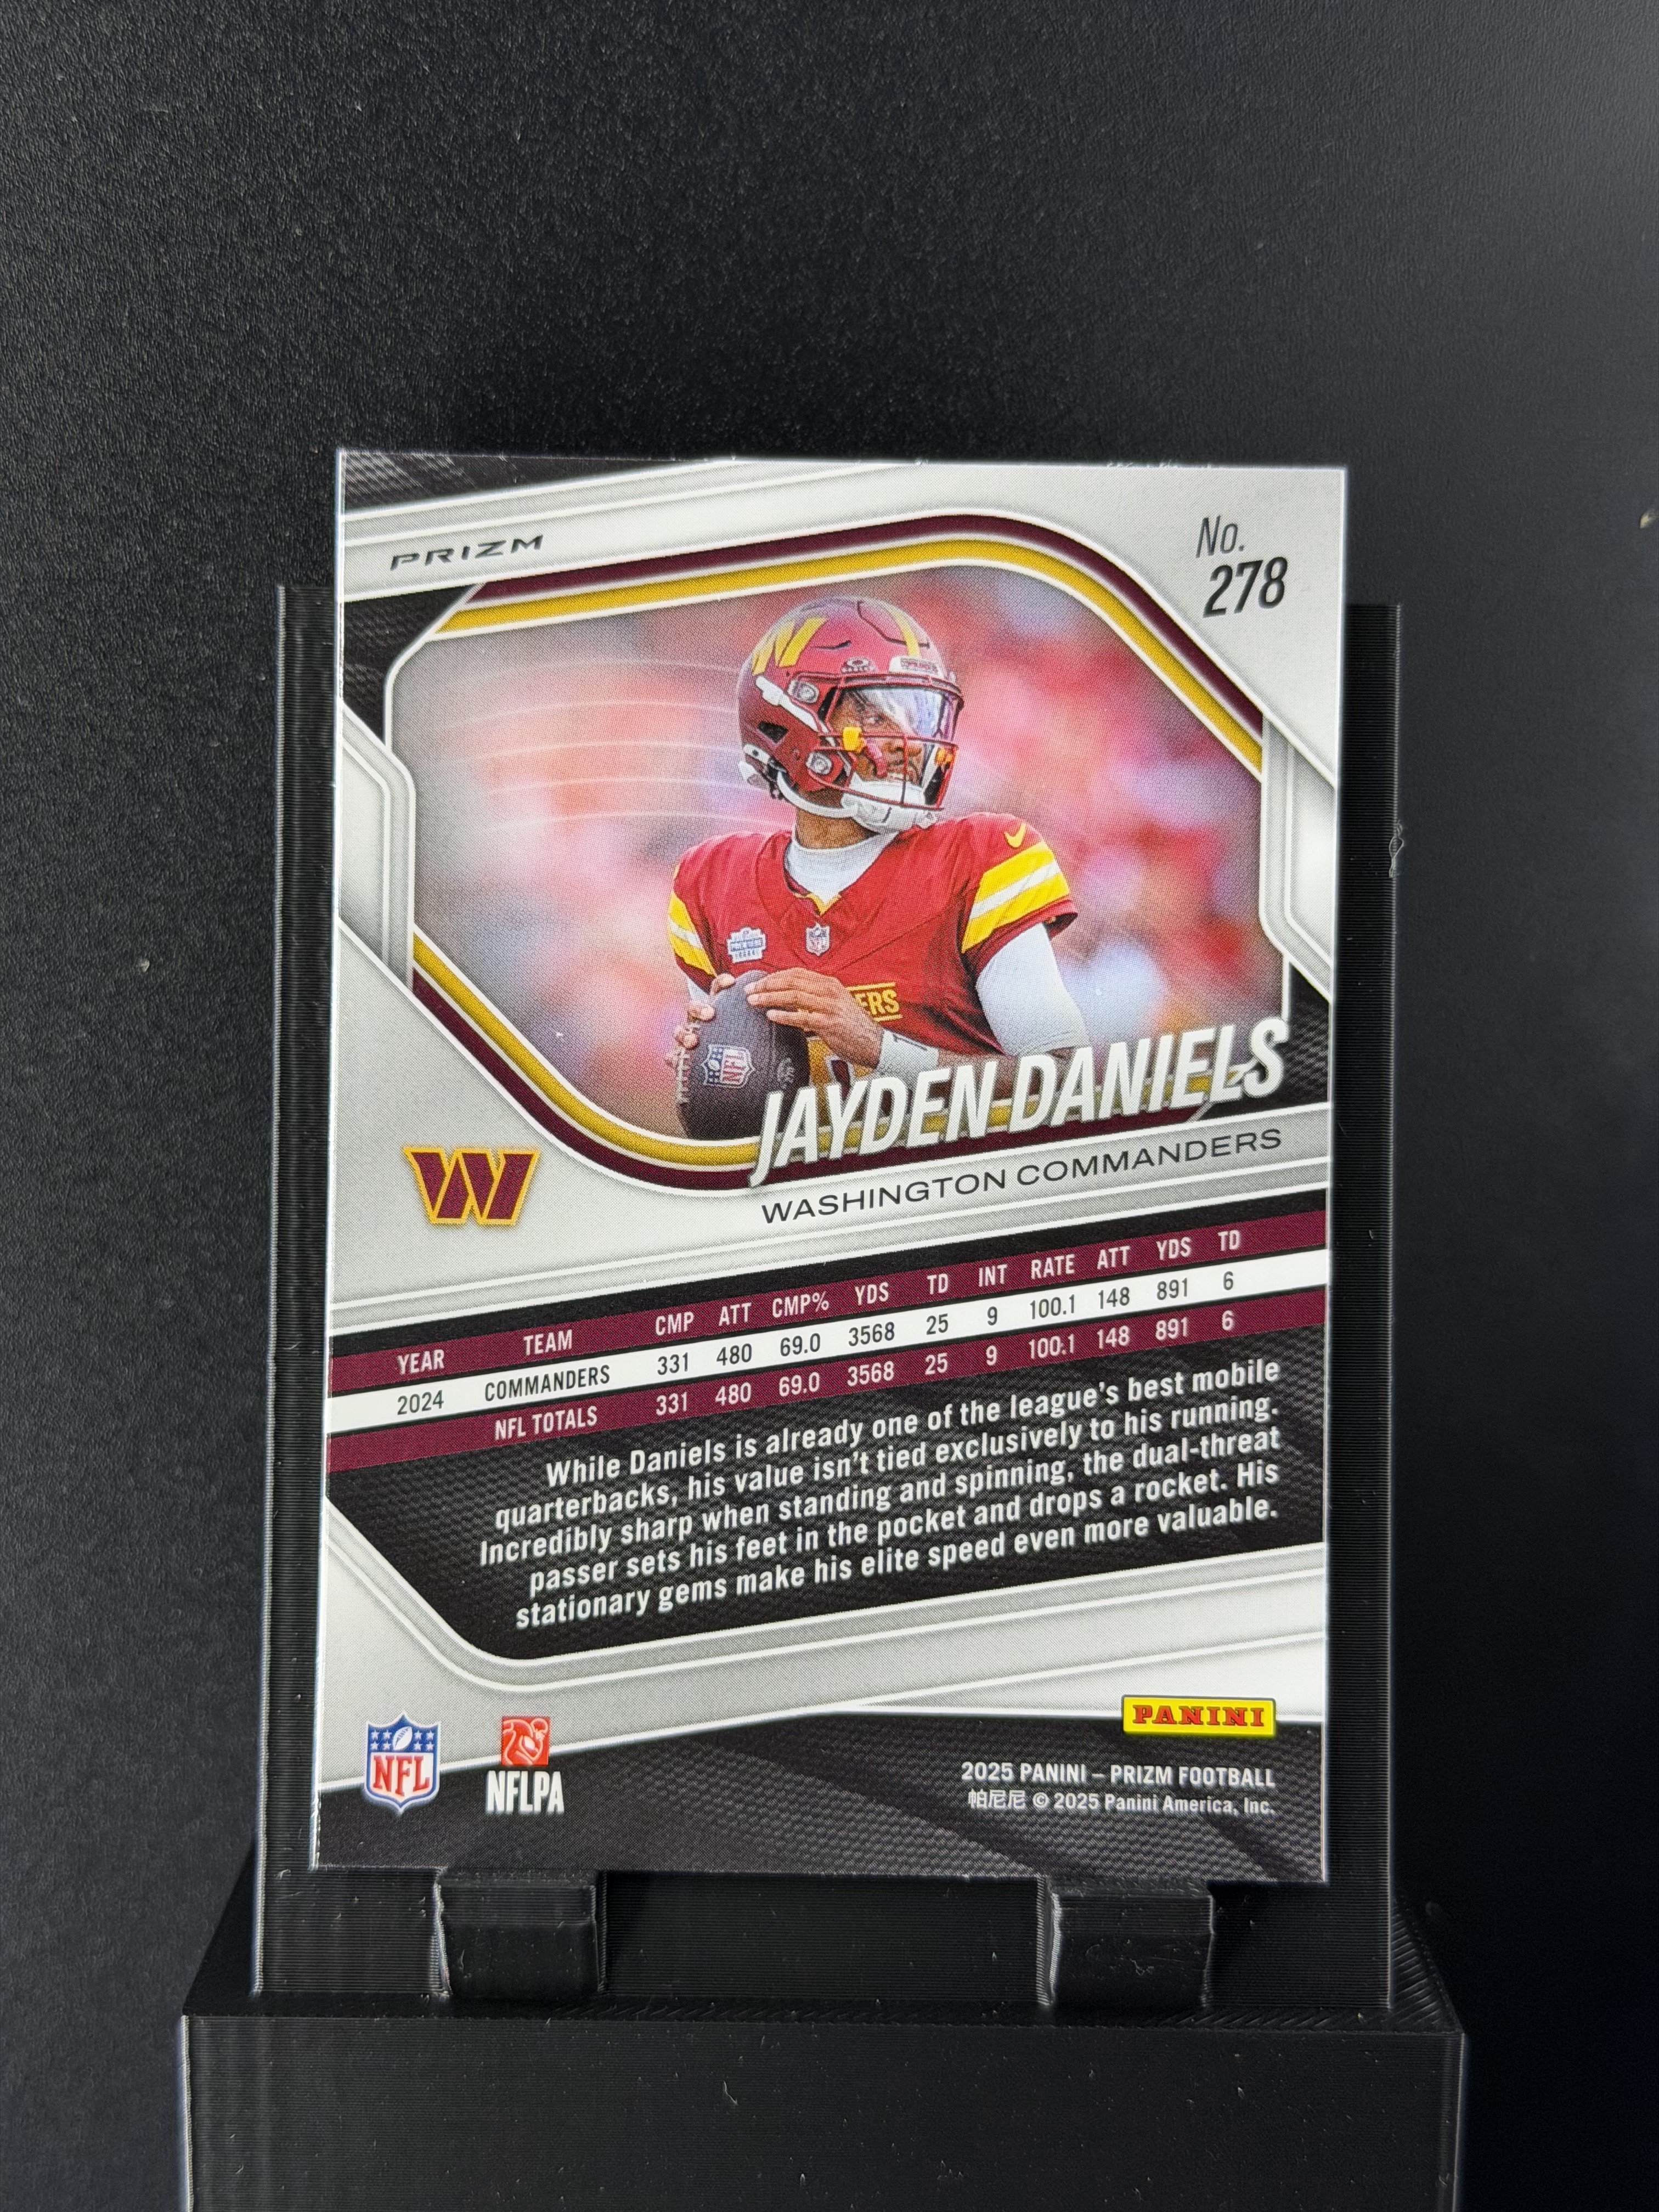 PRIZM
No.
278
ERS
NFL
JAYDEN DANIELS
WASHINGTON COMMANDERS
YEAR TEAM CMP ATT CMP% YDS TD INT RATE ATT YDS TD
2024 COMMANDERS 331 480 69.0 3568 25 9 100.1 148 891 6
NFL TOTALS 331 480 69.0 3568 25 9 100.1 148 891 6
While Daniels is already one of the league's best mobile
quarterbacks, his value isn't tied exclusively to his running.
Incredibly sharp when standing and spinning, the dual-threat
passer sets his feet in the pocket and drops a rocket. His
stationary gems make his elite speed even more valuable.
PANINI
NFL
NFLPA
2025 PANINI – PRIZM FOOTBALL
帕尼尼 © 2025 Panini America, Inc.